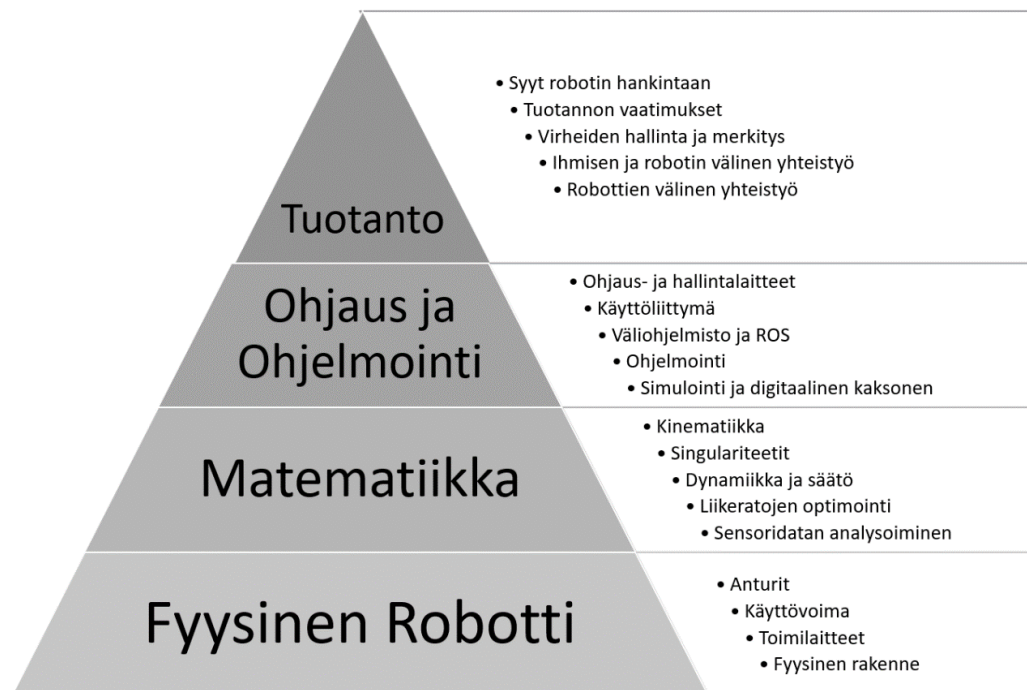 • Syyt robotin hankintaan
• Tuotannon vaatimukset
• Virheiden hallinta ja merkitys
• Ihmisen ja robotin välinen yhteistyö
• Robottien välinen yhteistyö
Tuotanto
• Ohjaus- ja hallintalaitteet
• Käyttöliittymä
• Väliohjelmisto ja ROS
• Ohjelmointi
• Simulointi ja digitaalinen kaksonen
Ohjaus ja
Ohjelmointi
• Kinematiikka
• Singulariteetit
• Dynamiikka ja säätö
• Liikeratojen optimointi
• Sensoridatan analysoiminen
Matematiikka
• Anturit
• Käyttövoima
• Toimilaitteet
• Fyysinen rakenne
Fyysinen Robotti